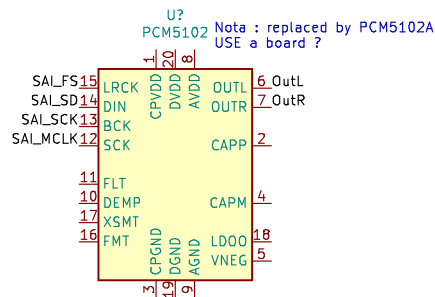 U?
PCM5102
Nota : replaced by PCM5102A
USE a board ?
1 20 8
CPVDD DVDD AVDD
SAI_FS 15 LRCK OUTL 6 OutL
SAI_SD 14 DIN OUTR 7 OutR
SAI_SCK 13 BCK
SAI_MCLK 12 SCK CAPP 2
11 FLT
10 DEMP CAPM 4
17 XSMT
16 FMT LDOO 18
VNEG 5
CPGND DGND AGND
3 19 9